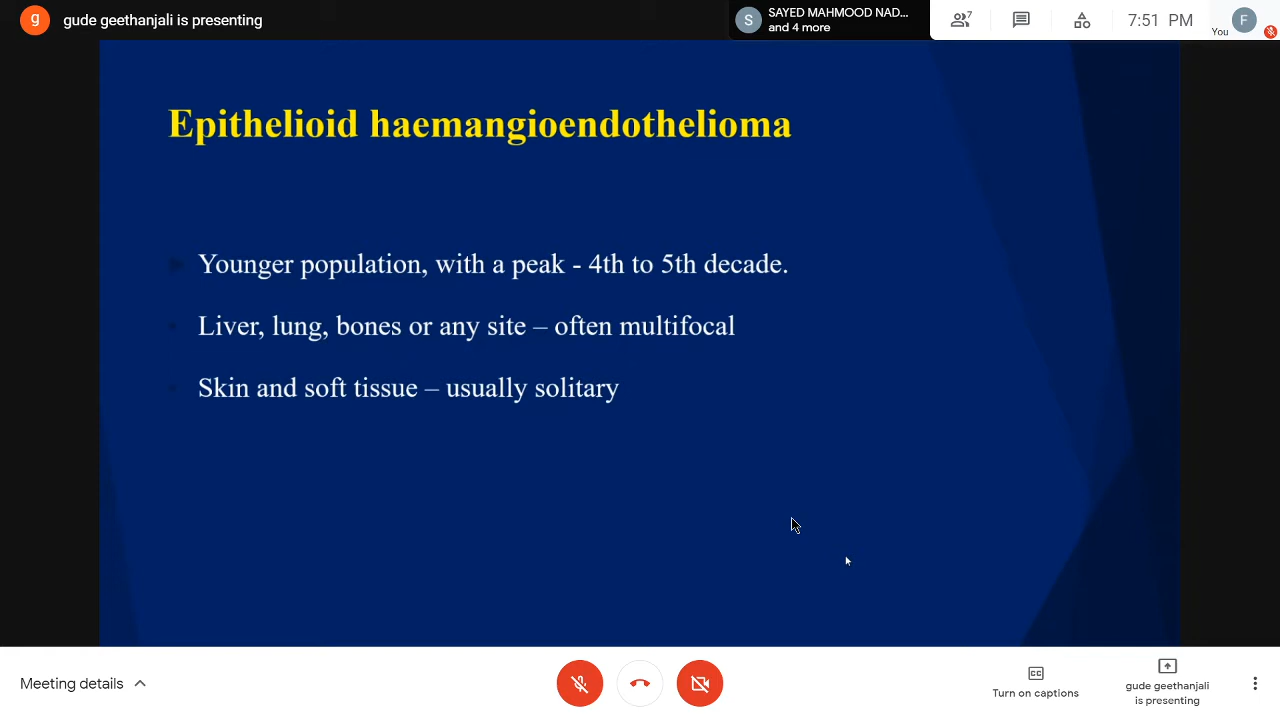 g
gude geethanjali is presenting
S
SAYED MAHMOOD NAD...
and 4 more
7
7:51 PM
You
F
Epithelioid haemangioendothelioma
Younger population, with a peak - 4th to 5th decade.
Liver, lung, bones or any site – often multifocal
Skin and soft tissue – usually solitary
Meeting details
CC
Turn on captions
gude geethanjali
is presenting